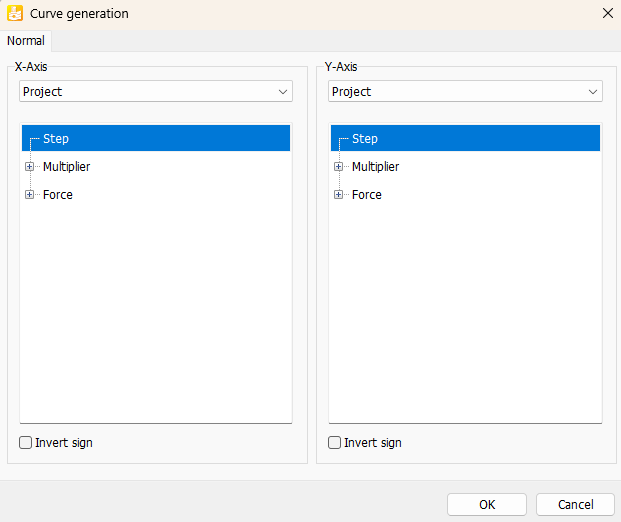 Curve generation
Normal
X-Axis
Project
Step
Multiplier
Force
Invert sign
Y-Axis
Project
Step
Multiplier
Force
Invert sign
OK
Cancel